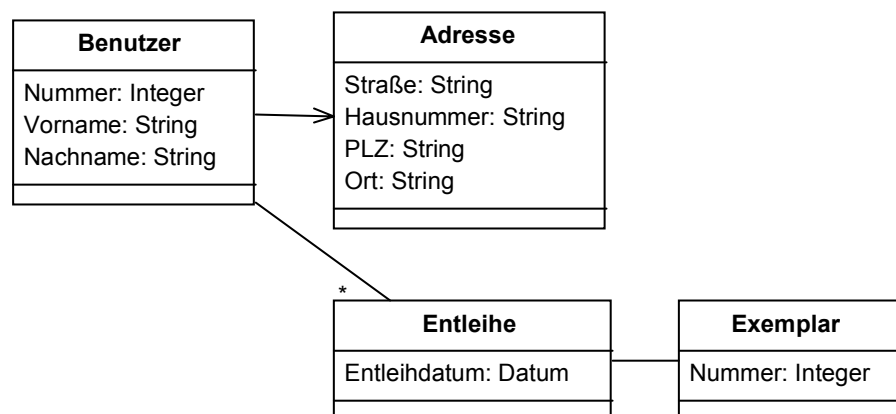 Benutzer
Nummer: Integer
Vorname: String
Nachname: String
Adresse
Straße: String
Hausnummer: String
PLZ: String
Ort: String
*
Entleihe
Entleihdatum: Datum
Exemplar
Nummer: Integer